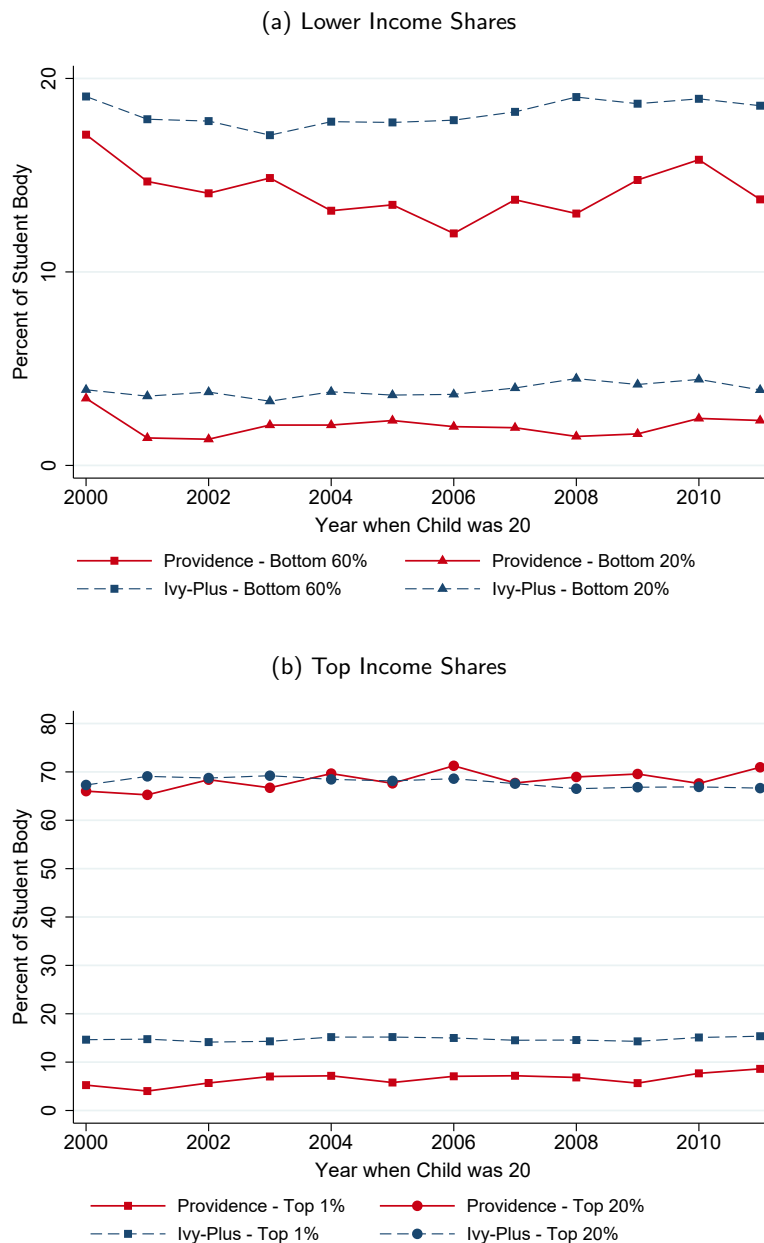 (a) Lower Income Shares
20
10
0
Percent of Student Body
2000 2002 2004 2006 2008 2010
Year when Child was 20
Providence - Bottom 60% Providence - Bottom 20%
Ivy-Plus - Bottom 60% Ivy-Plus - Bottom 20%
(b) Top Income Shares
80
70
60
50
40
30
20
10
0
Percent of Student Body
2000 2002 2004 2006 2008 2010
Year when Child was 20
Providence - Top 1% Providence - Top 20%
Ivy-Plus - Top 1% Ivy-Plus - Top 20%